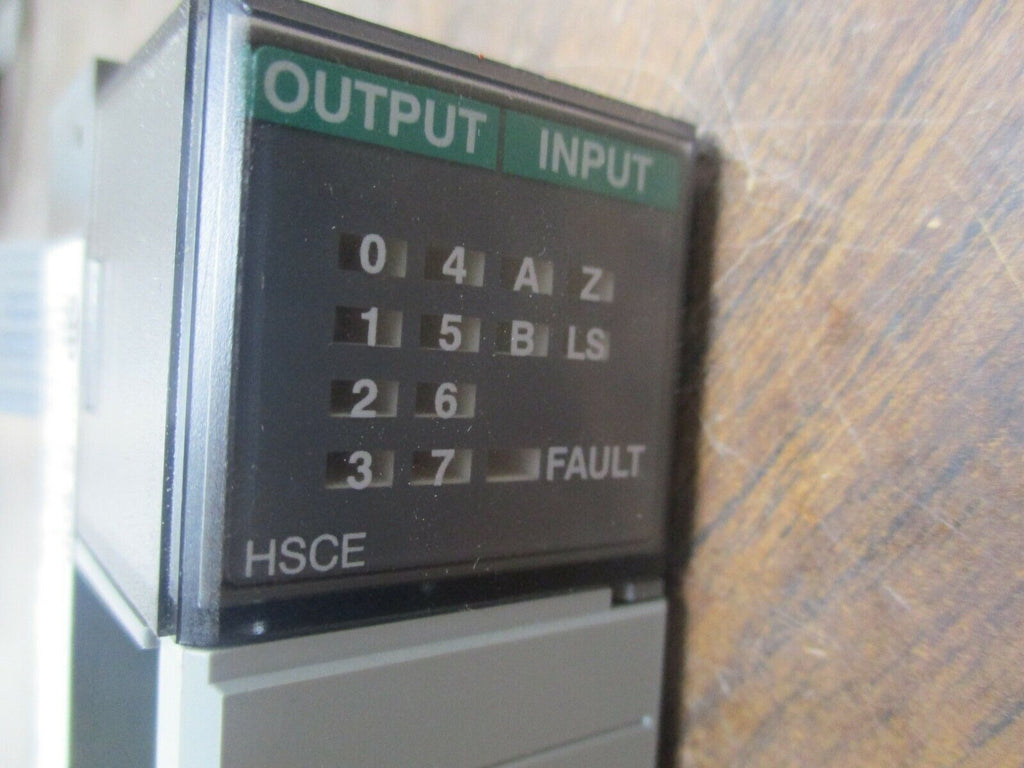 OUTPUT INPUT
0 4 A Z
1 5 B LS
2 6
3 7 FAULT
HSCE